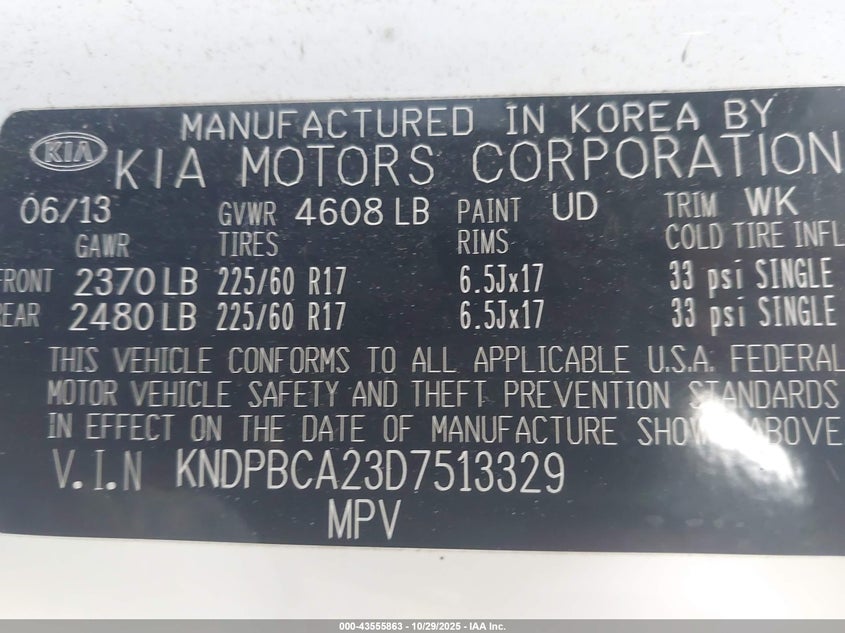 MANUFACTURED IN KOREA BY
KIA KIA MOTORS CORPORATION
06/13 GVWR 4608 LB PAINT UD TRIM WK
GAWR TIRES RIMS COLD TIRE INFL
FRONT 2370 LB 225/60 R17 6.5Jx17 33 psi SINGLE
EAR 2480 LB 225/60 R17 6.5Jx17 33 psi SINGLE
THIS VEHICLE CONFORMS TO ALL APPLICABLE U.S.A. FEDERAL
MOTOR VEHICLE SAFETY AND THEFT PREVENTION STANDARDS
IN EFFECT ON THE DATE OF MANUFACTURE SHOWN ABOVE
V.I.N KNDPBCA23D7513329
MPV
000-43555863 - 10/29/2025 - IAA Inc.